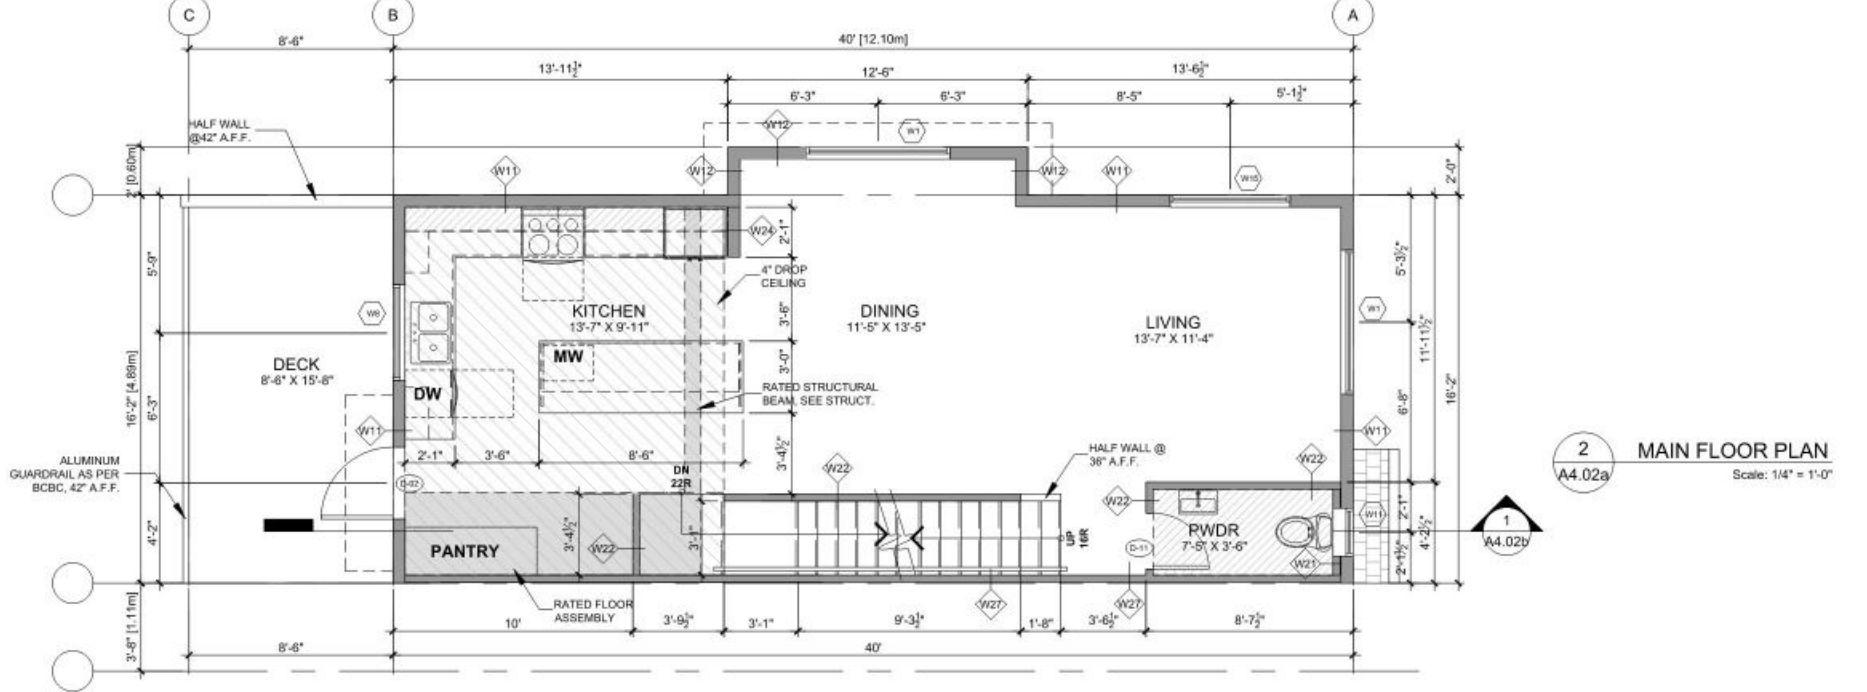 C
B
A
8'-6"
40' [12.10m]
13'-11½"
12'-6"
13'-6½"
6'-3"
6'-3"
8'-5"
5'-1½"
HALF WALL
@42" A.F.F.
W12
W1
2' [0.60m]
W11
W12
W12
W11
W15
2'-0"
W24
2'-1"
5'-9"
4" DROP
CEILING
5'-3½"
KITCHEN
13'-7" X 9'-11"
DINING
11'-5" X 13'-5"
LIVING
13'-7" X 11'-4"
W8
W1
3'-6"
11'-11½"
DECK
8'-6" X 15'-8"
MW
3'-0"
DW
RATED STRUCTURAL
BEAM, SEE STRUCT.
16'-2" [4.89m]
6'-3"
6'-8"
16'-2"
W11
W11
2'-1"
3'-6"
8'-6"
3'-4½"
HALF WALL @
36" A.F.F.
ALUMINUM
GUARDRAIL AS PER
BCBC, 42" A.F.F.
DN
22R
W22
W22
2
A4.02a
MAIN FLOOR PLAN
Scale: 1/4" = 1'-0"
D-02
W22
2'-1"
W11
4'-2"
3'-4½"
3'-1"
PWDR
7'-5" X 3'-6"
UP
16R
4'-2½"
1
A4.02b
PANTRY
W22
D-11
W21
2'-1½"
RATED FLOOR
ASSEMBLY
W27
W27
3'-8" [1.11m]
10'
3'-9½"
3'-1"
9'-3½"
1'-8"
3'-6½"
8'-7½"
8'-6"
40'